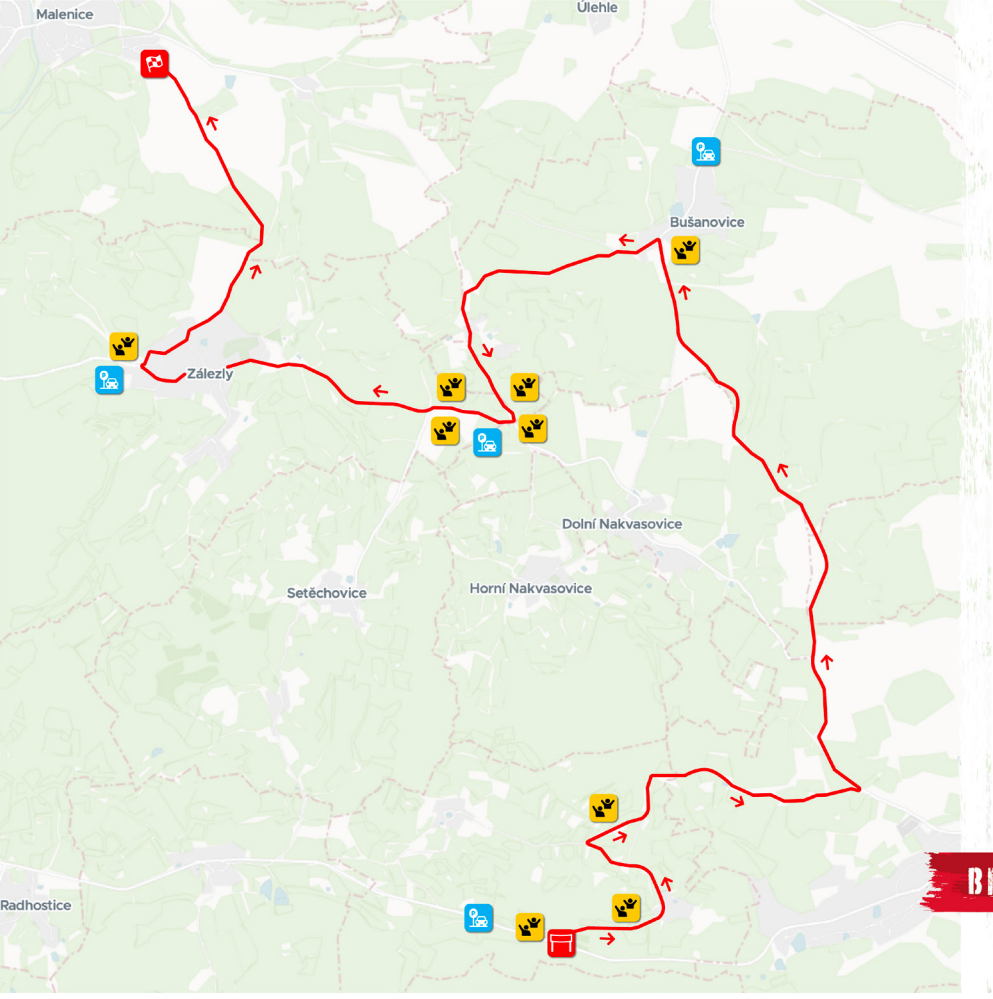 Malenice
Úlehle
Bušanovice
Zálezly
Dolní Nakvasovice
Setěchovice
Horní Nakvasovice
Radhostice